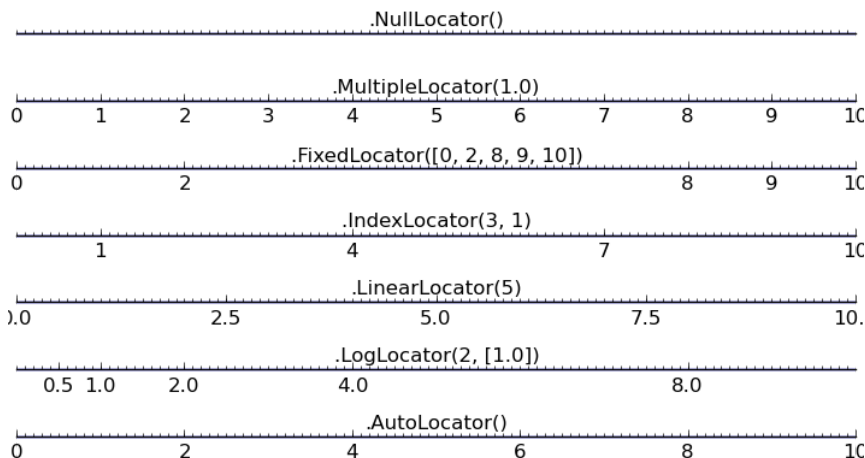 .NullLocator()
.MultipleLocator(1.0)
0 1 2 3 4 5 6 7 8 9 10
.FixedLocator([0, 2, 8, 9, 10])
0 2 8 9 10
.IndexLocator(3, 1)
1 4 7 10
.LinearLocator(5)
0.0 2.5 5.0 7.5 10.
.LogLocator(2, [1.0])
0.5 1.0 2.0 4.0 8.0
.AutoLocator()
0 2 4 6 8 10